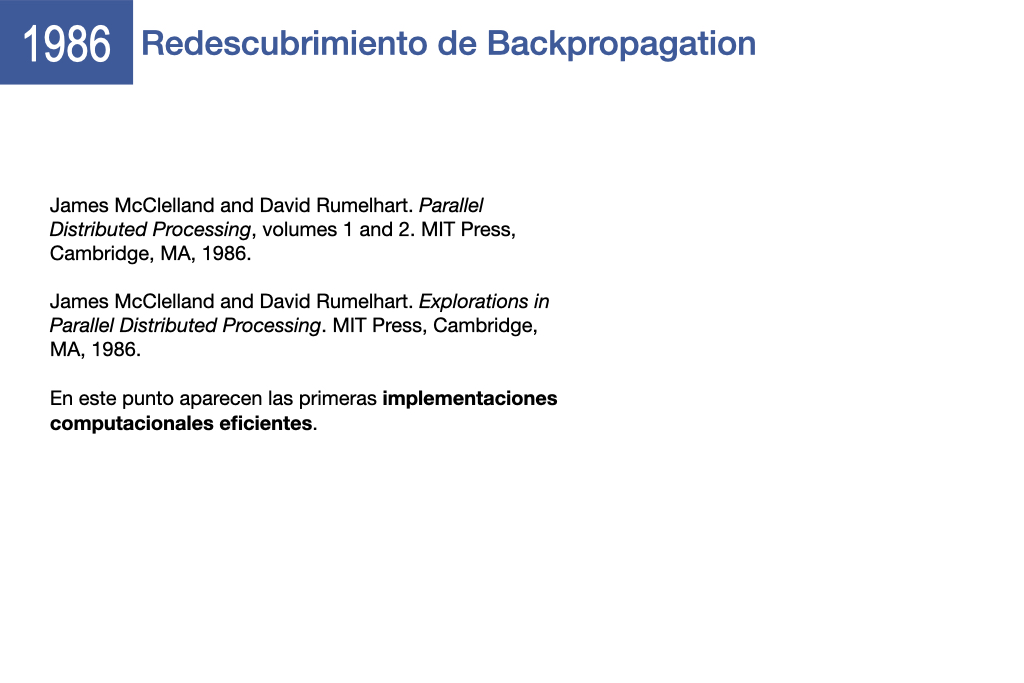 1986 Redescubrimiento de Backpropagation
James McClelland and David Rumelhart. Parallel
Distributed Processing, volumes 1 and 2. MIT Press,
Cambridge, MA, 1986.
James McClelland and David Rumelhart. Explorations in
Parallel Distributed Processing. MIT Press, Cambridge,
MA, 1986.
En este punto aparecen las primeras implementaciones
computacionales eficientes.